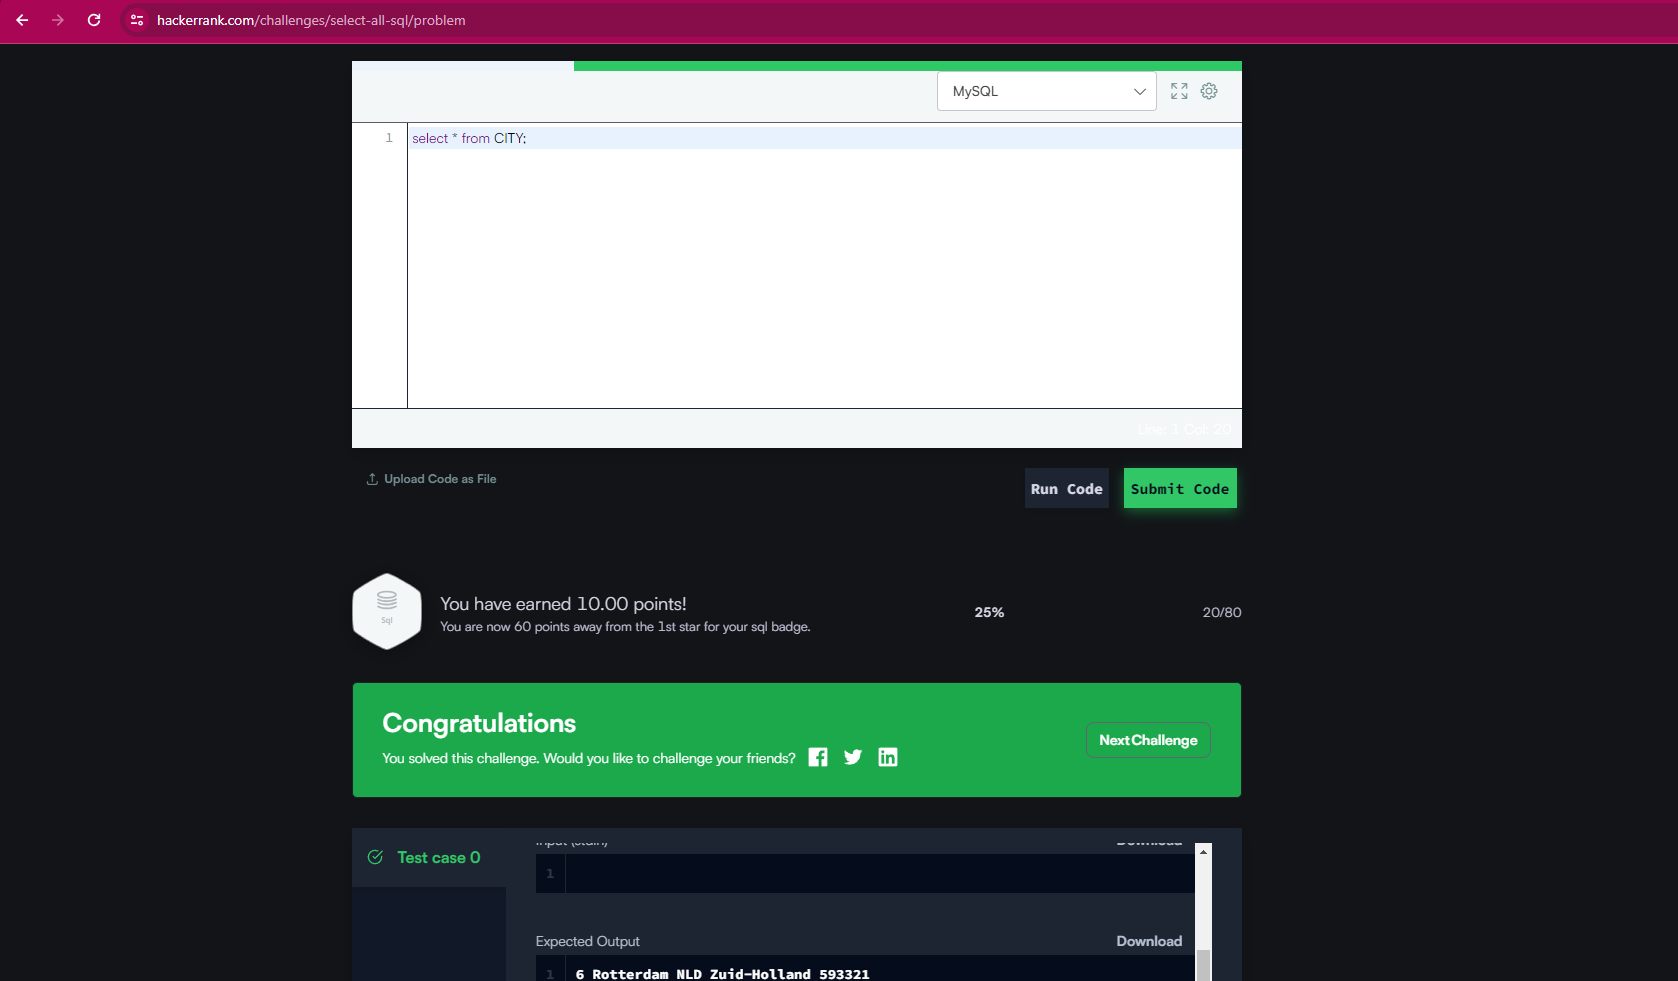 hackerrank.com/challenges/select-all-sql/problem
MySQL
1
select * from CITY;
Line: 1 Col: 20
Upload Code as File
Run Code
Submit Code
Sql
You have earned 10.00 points!
You are now 60 points away from the 1st star for your sql badge.
25%
20/80
Congratulations
You solved this challenge. Would you like to challenge your friends?
Next Challenge
Test case 0
Input (stdin)
Download
1
Expected Output
Download
1
6 Rotterdam NLD Zuid-Holland 593321